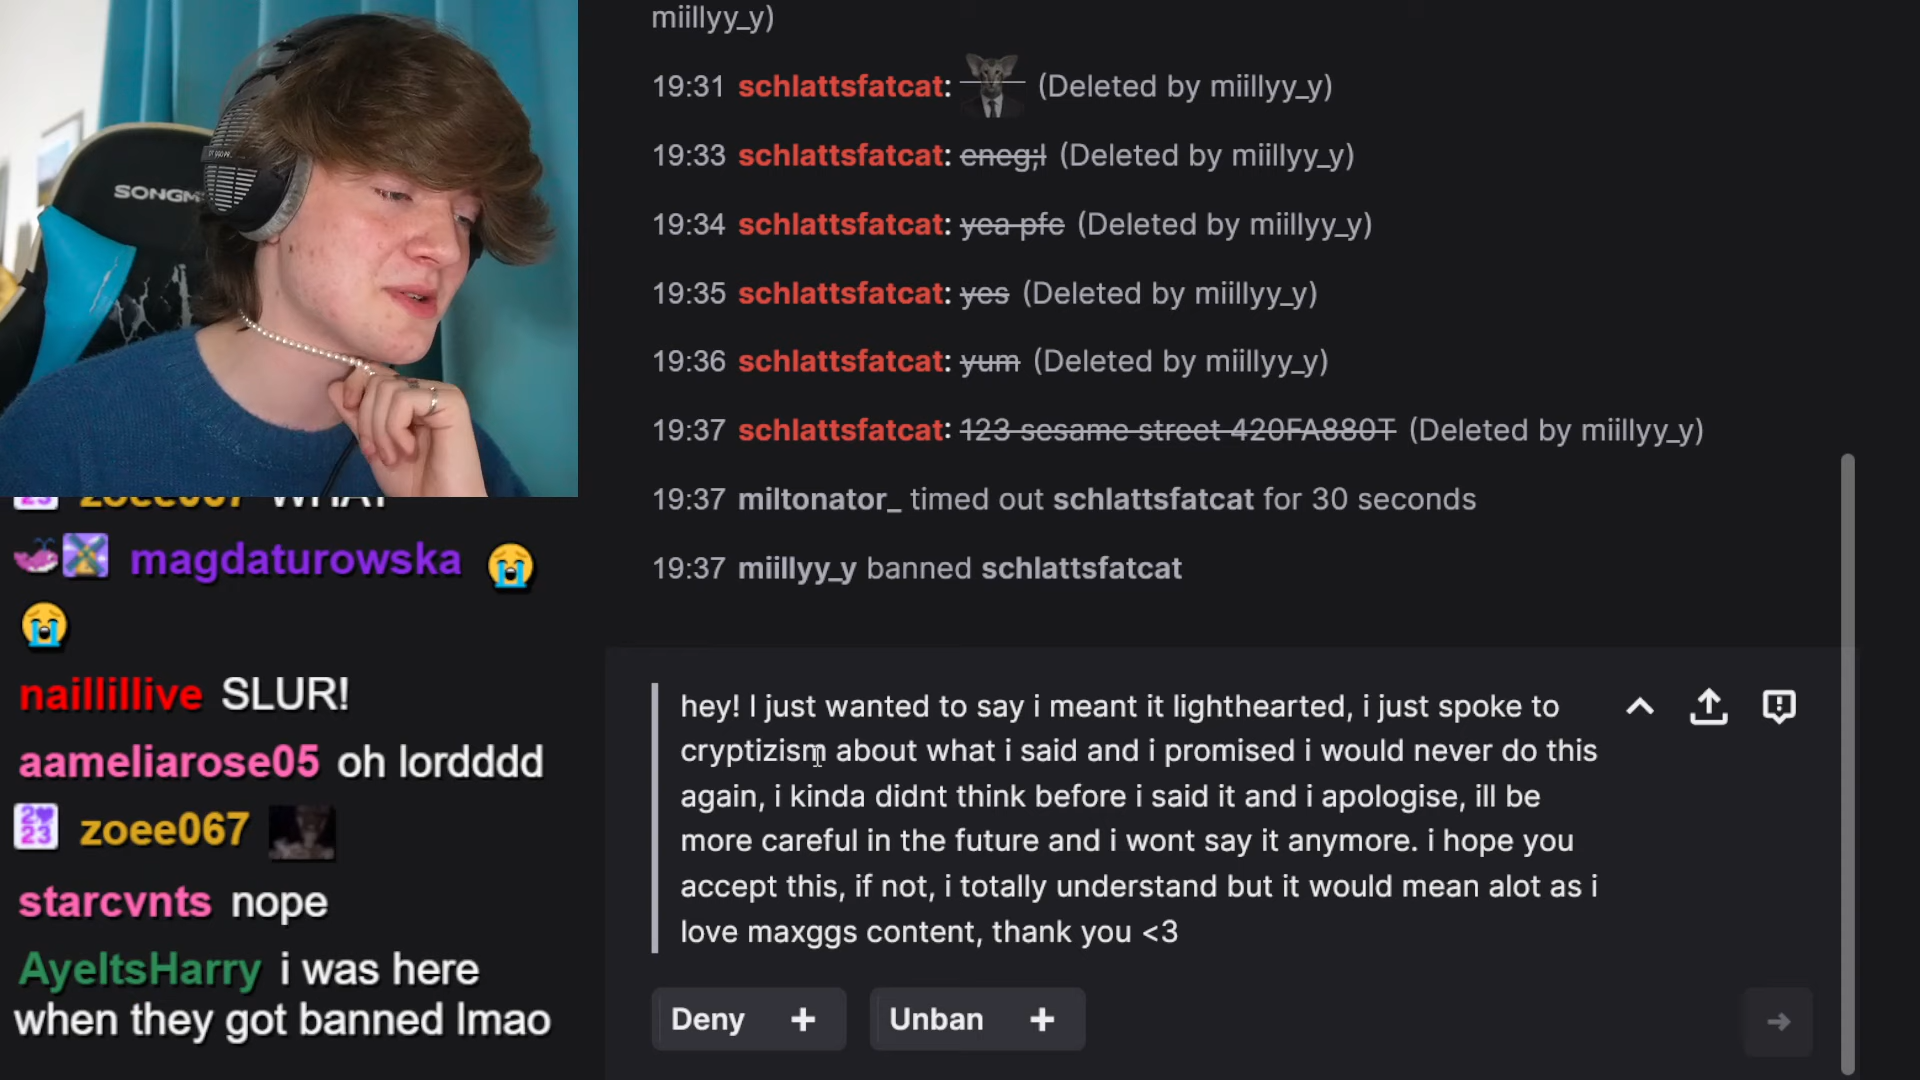 miillyy_y)
19:31 schlattsfatcat: (Deleted by miillyy_y)
19:33 schlattsfatcat: eneg;l (Deleted by miillyy_y)
19:34 schlattsfatcat: yea pfe (Deleted by miillyy_y)
19:35 schlattsfatcat: yes (Deleted by miillyy_y)
19:36 schlattsfatcat: yum (Deleted by miillyy_y)
19:37 schlattsfatcat: 123 sesame street 420FA880T (Deleted by miillyy_y)
19:37 miltonator_ timed out schlattsfatcat for 30 seconds
19:37 miillyy_y banned schlattsfatcat
hey! I just wanted to say i meant it lighthearted, i just spoke to
cryptizism about what i said and i promised i would never do this
again, i kinda didnt think before i said it and i apologise, ill be
more careful in the future and i wont say it anymore. i hope you
accept this, if not, i totally understand but it would mean alot as i
love maxggs content, thank you <3
Deny +
Unban +
SONGM
23 zoee067 WHAT
magdaturowska
naillillive SLUR!
aameliarose05 oh lordddd
23 zoee067
starcvnts nope
AyeItsHarry i was here
when they got banned lmao